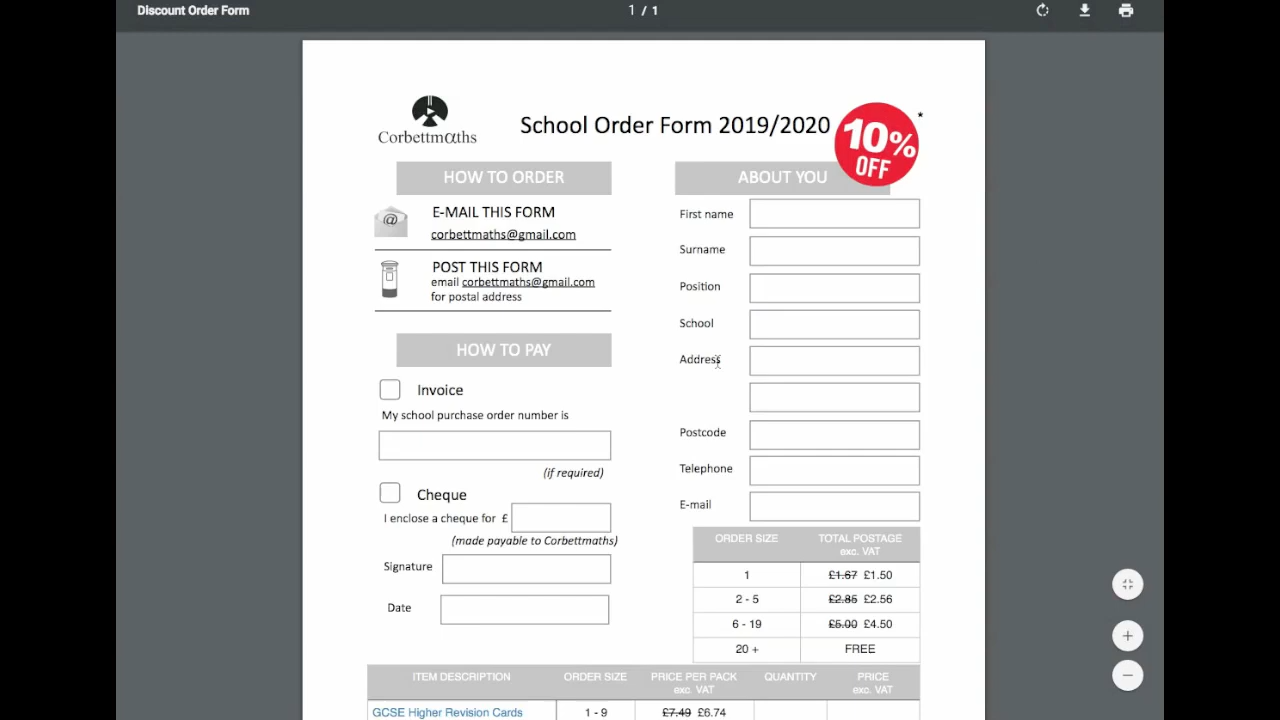 Discount Order Form
1 / 1
Corbettmαths
School Order Form 2019/2020
10%
OFF
*
HOW TO ORDER
@
E-MAIL THIS FORM
corbettmaths@gmail.com
POST THIS FORM
email corbettmaths@gmail.com
for postal address
HOW TO PAY
Invoice
My school purchase order number is
(if required)
Cheque
I enclose a cheque for £
(made payable to Corbettmaths)
Signature
Date
ABOUT YOU
First name
Surname
Position
School
Address
Postcode
Telephone
E-mail
ORDER SIZE TOTAL POSTAGE
exc. VAT
1 £1.67 £1.50
2 - 5 £2.85 £2.56
6 - 19 £5.00 £4.50
20 + FREE
ITEM DESCRIPTION ORDER SIZE PRICE PER PACK QUANTITY PRICE
exc. VAT exc. VAT
GCSE Higher Revision Cards 1 - 9 £7.49 £6.74